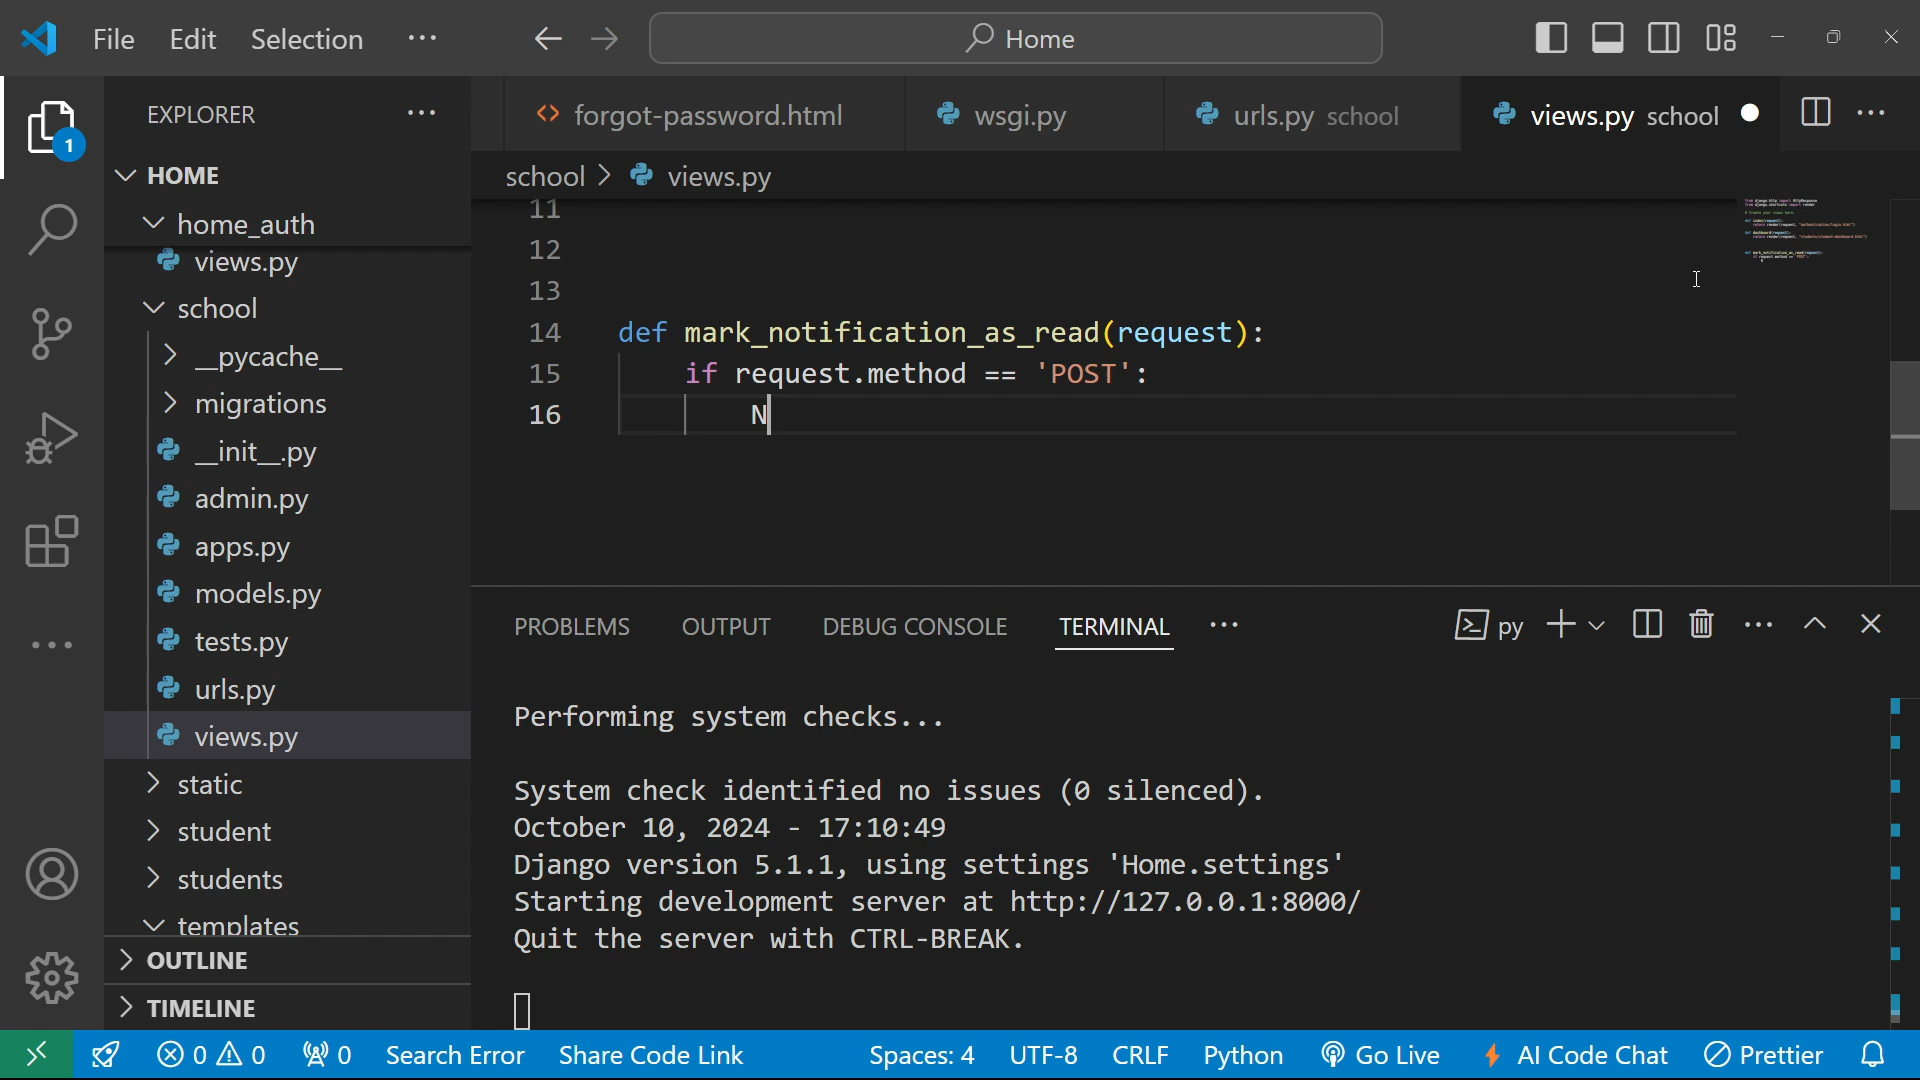 File Edit Selection ... Home
EXPLORER ...
HOME
home_auth
views.py
school
__pycache__
migrations
__init__.py
admin.py
apps.py
models.py
tests.py
urls.py
views.py
static
student
students
templates
OUTLINE
TIMELINE
forgot-password.html wsgi.py urls.py school views.py school ...
school > views.py
11
12
13
14 def mark_notification_as_read(request):
15 if request.method == 'POST':
16 N
PROBLEMS OUTPUT DEBUG CONSOLE TERMINAL ... py ...
Performing system checks...
System check identified no issues (0 silenced).
October 10, 2024 - 17:10:49
Django version 5.1.1, using settings 'Home.settings'
Starting development server at http://127.0.0.1:8000/
Quit the server with CTRL-BREAK.
1
0 0 0 Search Error Share Code Link Spaces: 4 UTF-8 CRLF Python Go Live AI Code Chat Prettier